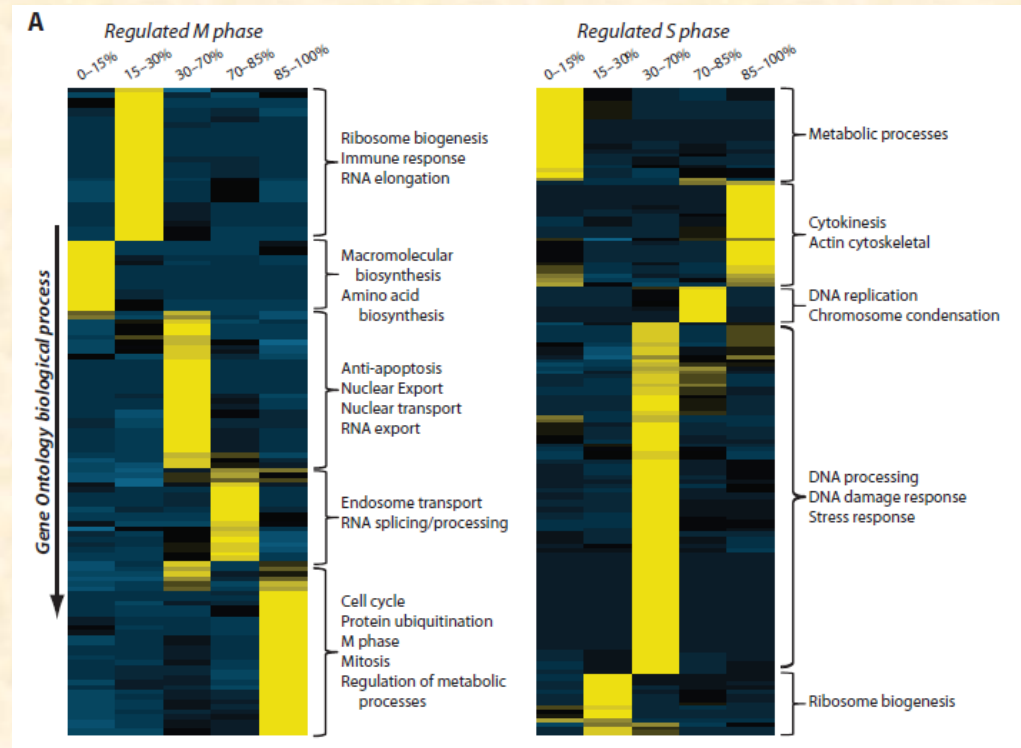 A
Regulated M phase
0–15%
15–30%
30–70%
70–85%
85–100%
Gene Ontology biological process
Ribosome biogenesis
Immune response
RNA elongation
Macromolecular
biosynthesis
Amino acid
biosynthesis
Anti-apoptosis
Nuclear Export
Nuclear transport
RNA export
Endosome transport
RNA splicing/processing
Cell cycle
Protein ubiquitination
M phase
Mitosis
Regulation of metabolic
processes
Regulated S phase
0–15%
15–30%
30–70%
70–85%
85–100%
Metabolic processes
Cytokinesis
Actin cytoskeletal
DNA replication
Chromosome condensation
DNA processing
DNA damage response
Stress response
Ribosome biogenesis